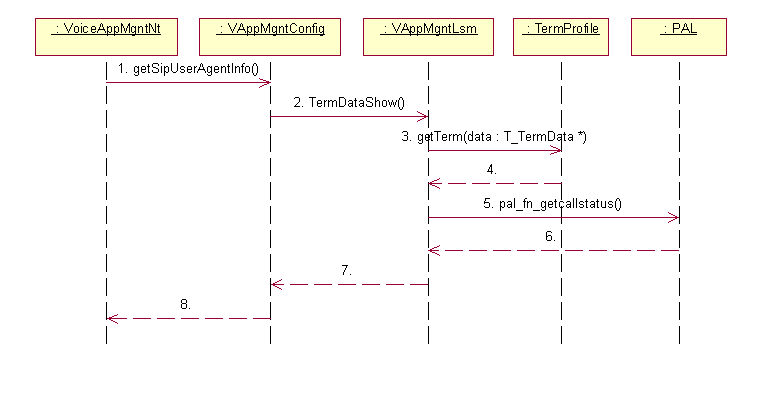 : VoiceAppMgntNt
: VAppMgntConfig
: VAppMgntLsm
: TermProfile
: PAL
1. getSipUserAgentInfo()
2. TermDataShow()
3. getTerm(data : T_TermData *)
4.
5. pal_fn_getcallstatus()
6.
7.
8.